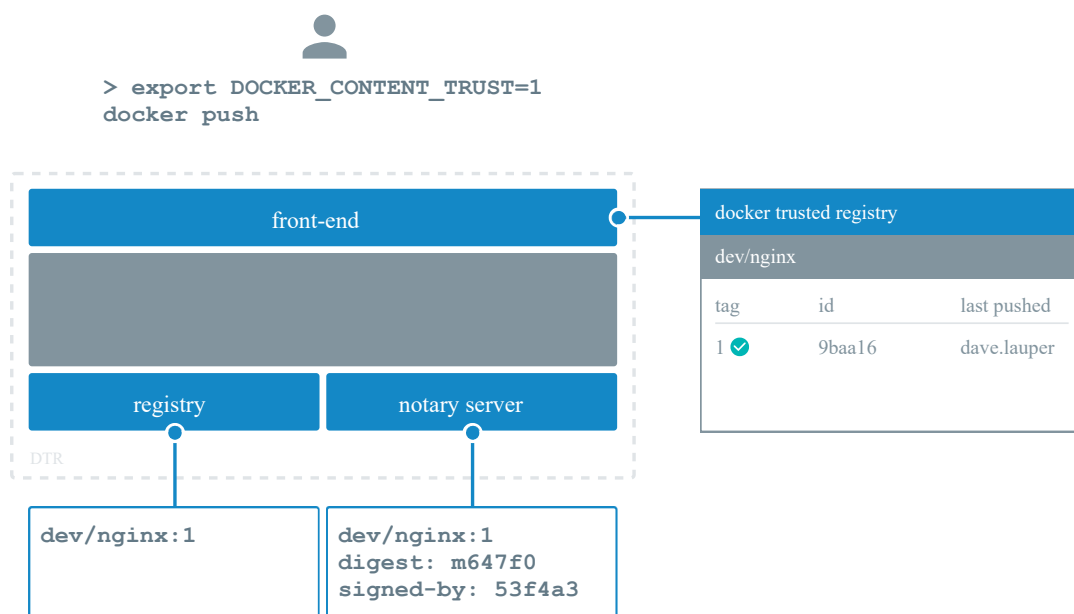 > export DOCKER_CONTENT_TRUST=1
docker push
front-end
docker trusted registry
dev/nginx
tag id last pushed
1 9baa16 dave.lauper
registry notary server
DTR
dev/nginx:1
dev/nginx:1
digest: m647f0
signed-by: 53f4a3